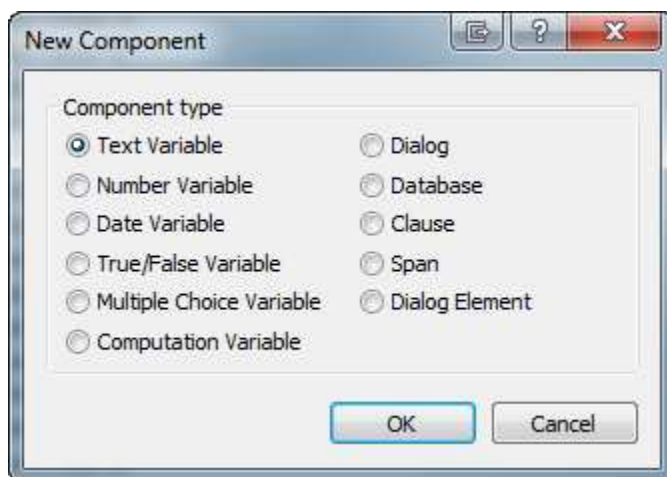 New Component
?
Component type
Text Variable
Number Variable
Date Variable
True/False Variable
Multiple Choice Variable
Computation Variable
Dialog
Database
Clause
Span
Dialog Element
OK
Cancel